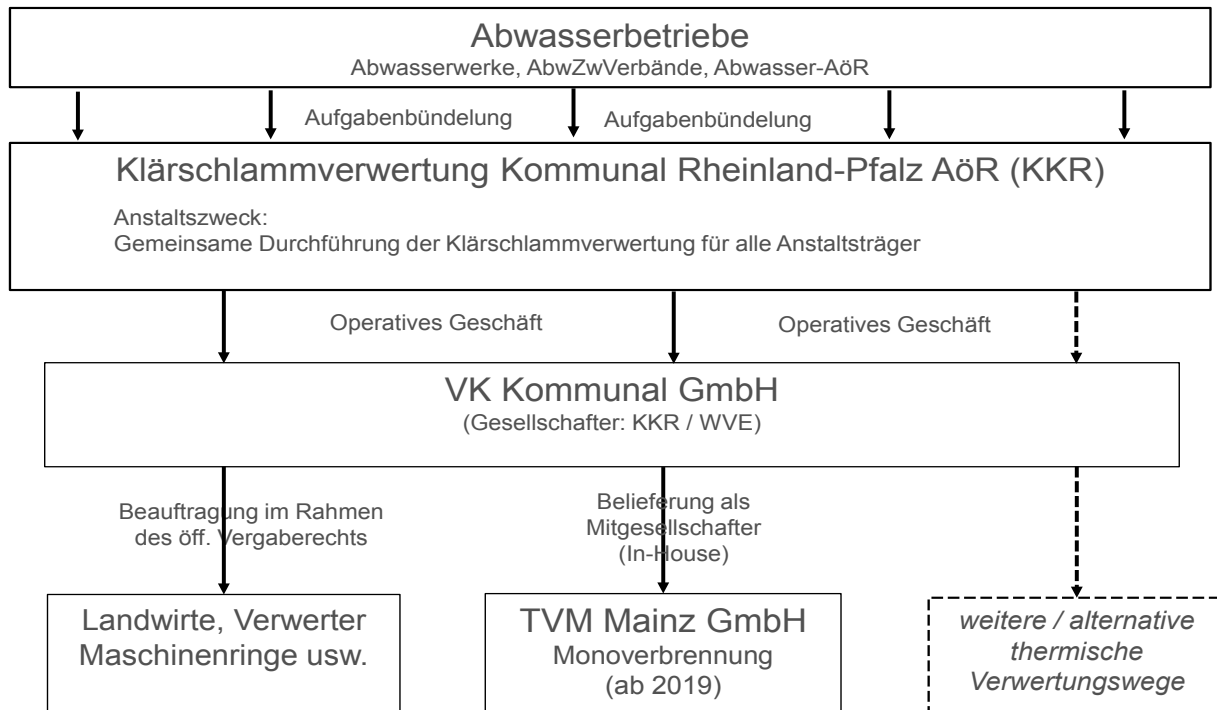 Abwasserbetriebe
Abwasserwerke, AbwZwVerbände, Abwasser-AöR
Aufgabenbündelung
Aufgabenbündelung
Klärschlammverwertung Kommunal Rheinland-Pfalz AöR (KKR)
Anstaltszweck:
Gemeinsame Durchführung der Klärschlammverwertung für alle Anstaltsträger
Operatives Geschäft
Operatives Geschäft
VK Kommunal GmbH
(Gesellschafter: KKR / WVE)
Beauftragung im Rahmen
des öff. Vergaberechts
Belieferung als
Mitgesellschafter
(In-House)
Landwirte, Verwerter
Maschinenringe usw.
TVM Mainz GmbH
Monoverbrennung
(ab 2019)
weitere / alternative
thermische
Verwertungswege